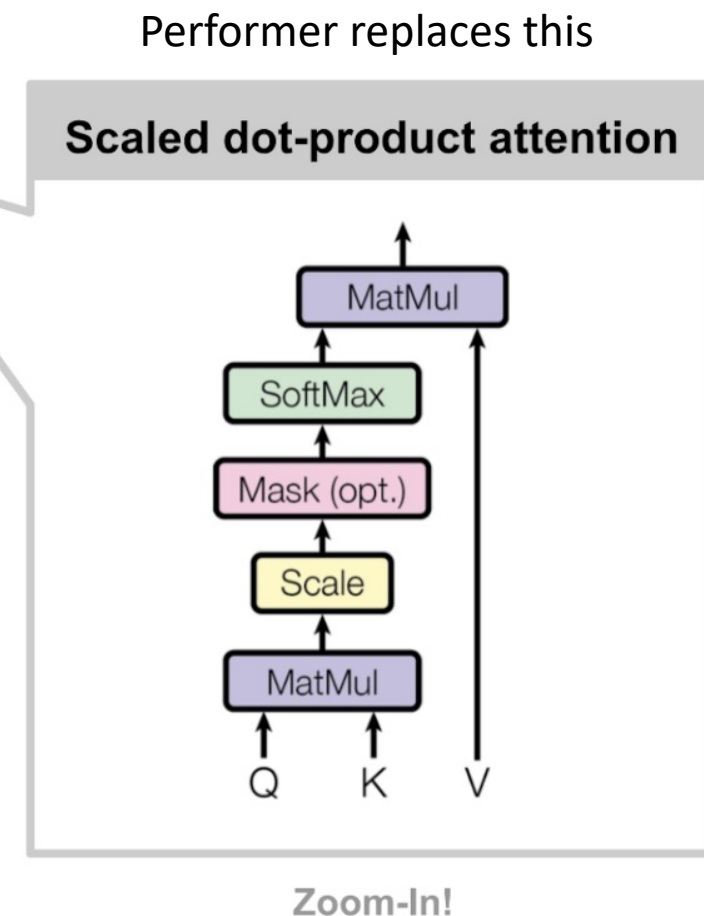 Performer replaces this
Scaled dot-product attention
MatMul
SoftMax
Mask (opt.)
Scale
MatMul
Q K V
Zoom-In!